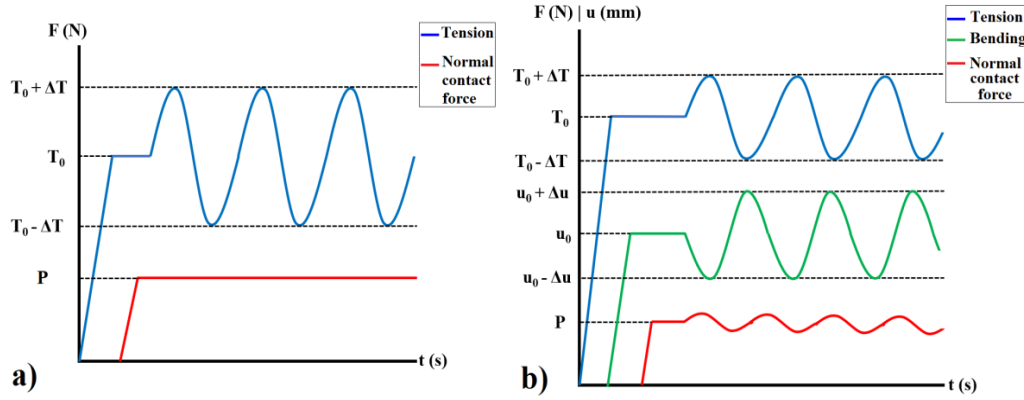 F (N)
Tension
Normal
contact
force
T₀ + ΔT
T₀
T₀ - ΔT
P
t (s)
a)
F (N) | u (mm)
Tension
Bending
Normal
contact
force
T₀ + ΔT
T₀
T₀ - ΔT
u₀ + Δu
u₀
u₀ - Δu
P
t (s)
b)